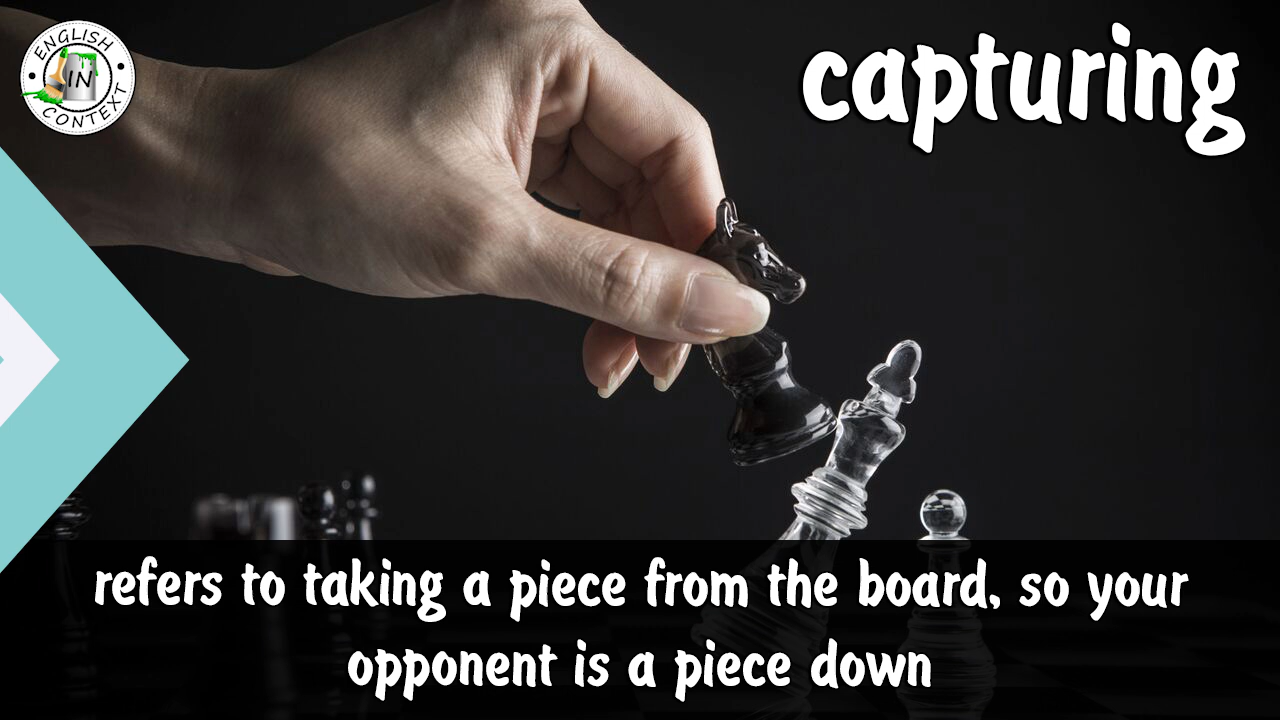 ENGLISH
IN
CONTEXT
capturing
refers to taking a piece from the board, so your
opponent is a piece down